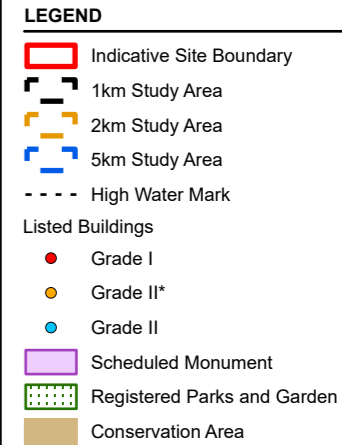 LEGEND
Indicative Site Boundary
1km Study Area
2km Study Area
5km Study Area
High Water Mark
Listed Buildings
Grade I
Grade II*
Grade II
Scheduled Monument
Registered Parks and Garden
Conservation Area